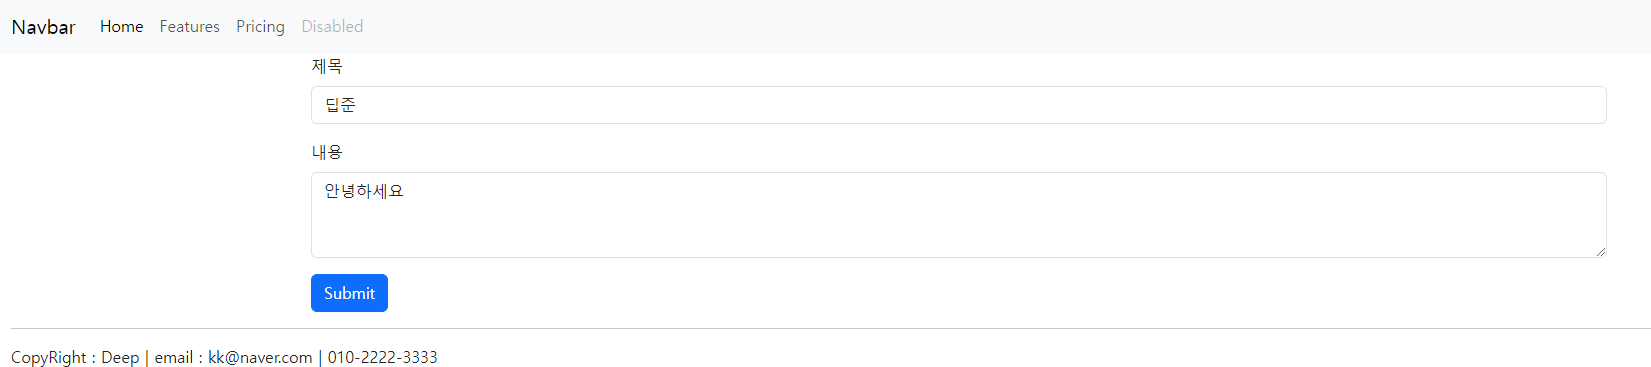 Navbar Home Features Pricing Disabled
제목
딥준
내용
안녕하세요
Submit
CopyRight : Deep | email : kk@naver.com | 010-2222-3333